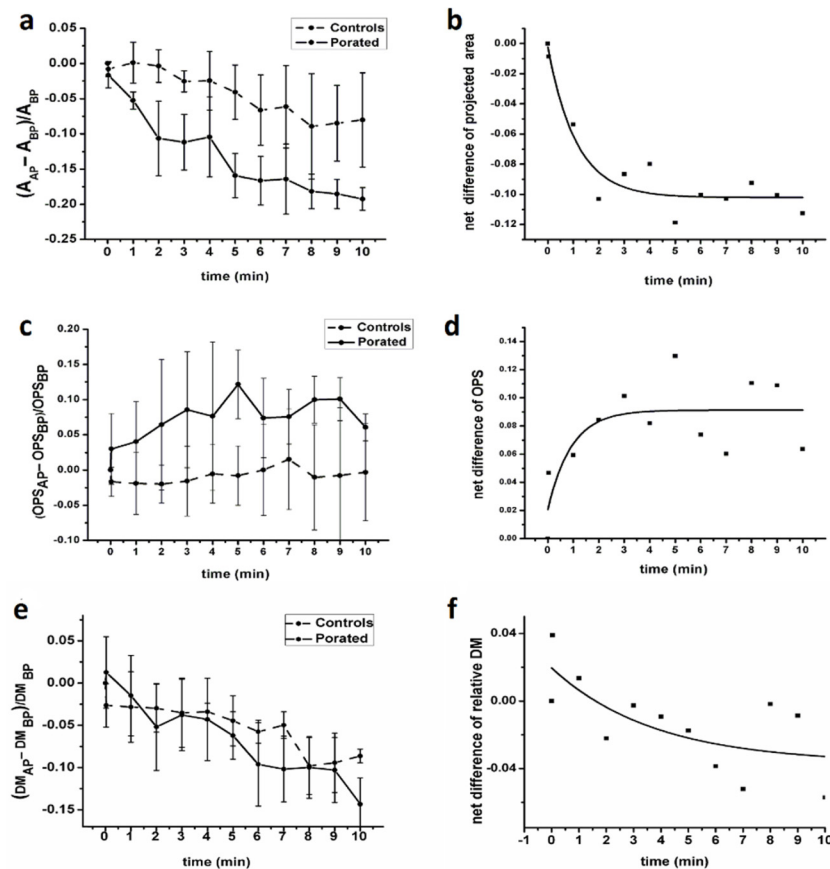 a
Controls
Porated
(A_AP – A_BP)/A_BP
0.00
-0.05
-0.10
-0.15
-0.20
-0.25
0 1 2 3 4 5 6 7 8 9 10
time (min)
b
net difference of projected area
0.00
-0.02
-0.04
-0.06
-0.08
-0.10
-0.12
0 1 2 3 4 5 6 7 8 9 10
time (min)
c
Controls
Porated
(OPS_AP – OPS_BP)/OPS_BP
0.20
0.15
0.10
0.05
0.00
-0.05
-0.10
0 1 2 3 4 5 6 7 8 9 10
time (min)
d
net difference of OPS
0.14
0.12
0.10
0.08
0.06
0.04
0.02
0.00
0 1 2 3 4 5 6 7 8 9 10
time (min)
e
Controls
Porated
(DM_AP – DM_BP)/DM_BP
0.05
0.00
-0.05
-0.10
-0.15
0 1 2 3 4 5 6 7 8 9 10
time (min)
f
net difference of relative DM
0.04
0.00
-0.04
-1 0 1 2 3 4 5 6 7 8 9 10
time (min)